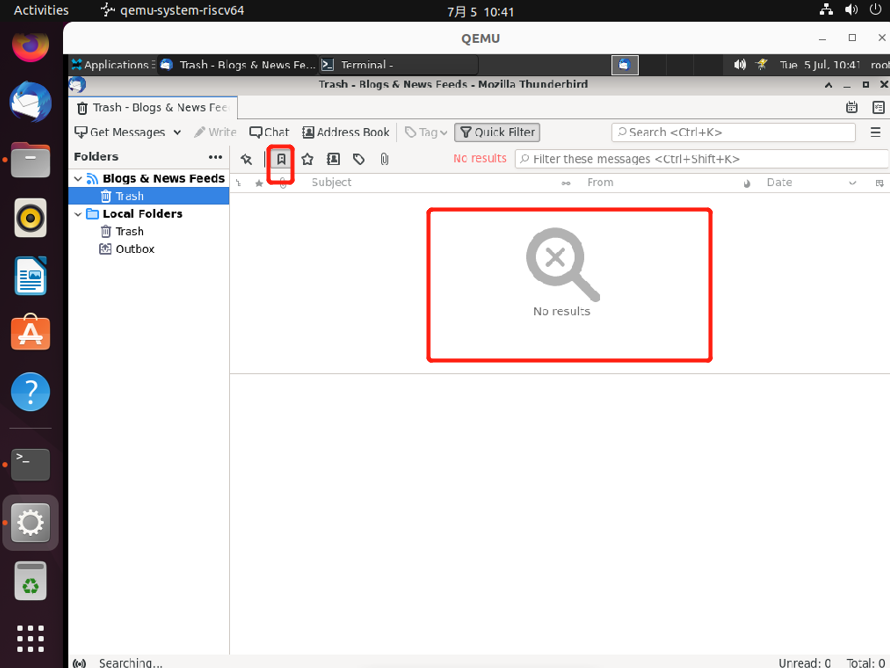 Activities qemu-system-riscv64 7月 5 10:41
QEMU
Applications Trash - Blogs & News Fe... Terminal - Tue 5 Jul, 10:41 root
Trash - Blogs & News Feeds - Mozilla Thunderbird
Trash - Blogs & News Fee
Get Messages Write Chat Address Book Tag Quick Filter Search <Ctrl+K>
Folders No results Filter these messages <Ctrl+Shift+K>
Subject From Date
Blogs & News Feeds
Trash
Local Folders
Trash
Outbox
No results
Searching... Unread: 0 Total: 0